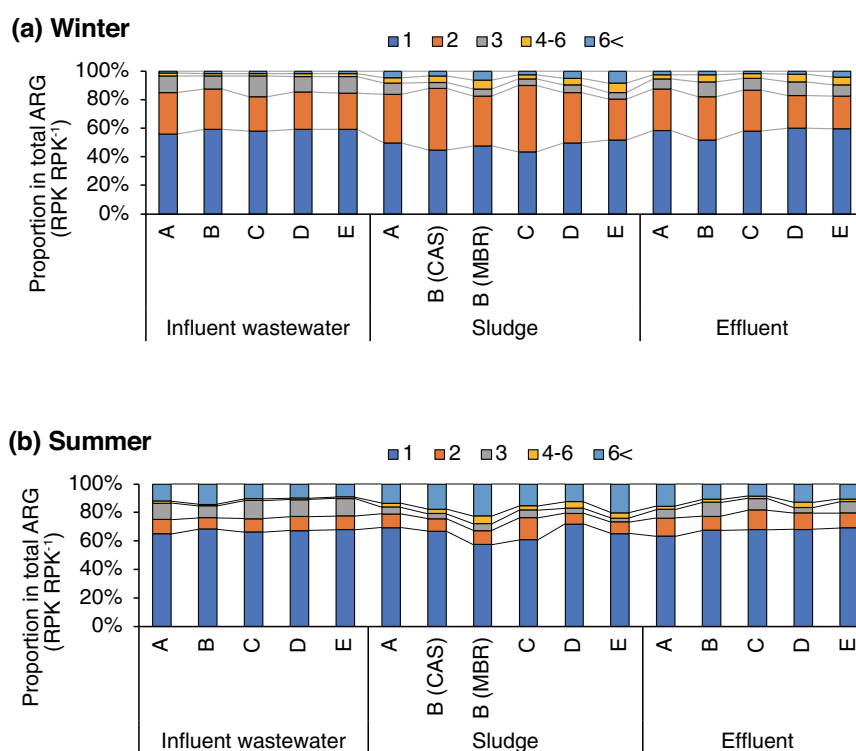 (a) Winter
1 2 3 4-6 6<
Proportion in total ARG
(RPK RPK⁻¹)
100%
80%
60%
40%
20%
0%
A B C D E A B (CAS) B (MBR) C D E A B C D E
Influent wastewater Sludge Effluent
(b) Summer
1 2 3 4-6 6<
Proportion in total ARG
(RPK RPK⁻¹)
100%
80%
60%
40%
20%
0%
A B C D E A B (CAS) B (MBR) C D E A B C D E
Influent wastewater Sludge Effluent